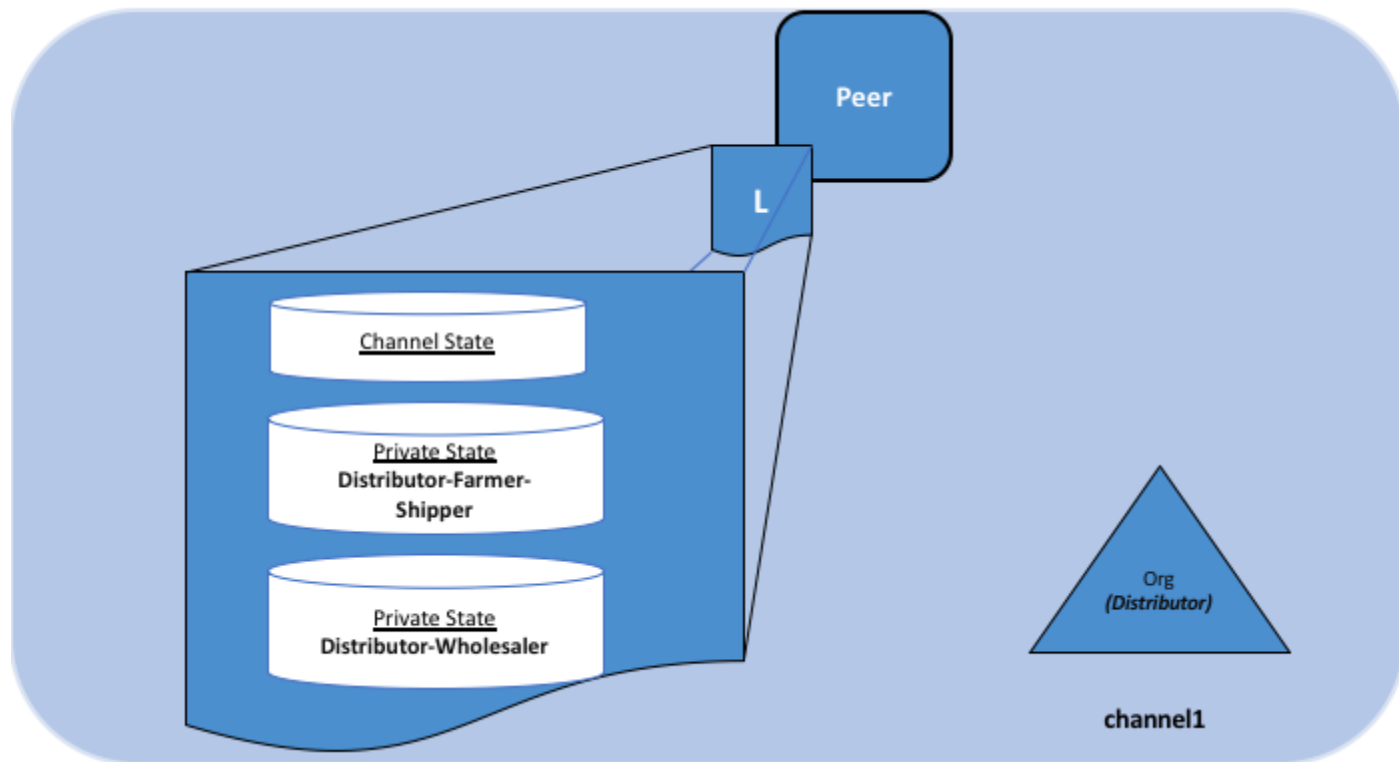 Peer
L
Channel State
Private State
Distributor-Farmer-
Shipper
Private State
Distributor-Wholesaler
Org
(Distributor)
channel1